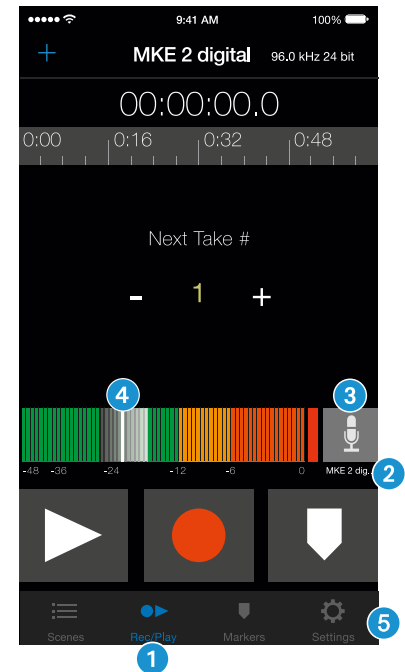 9:41 AM 100%
+ MKE 2 digital 96.0 kHz 24 bit
00:00:00.0
0:00 0:16 0:32 0:48
Next Take #
- 1 +
4 3
-48 -36 -24 -12 -6 0 MKE 2 dig... 2
Scenes Rec/Play Markers Settings 5
1